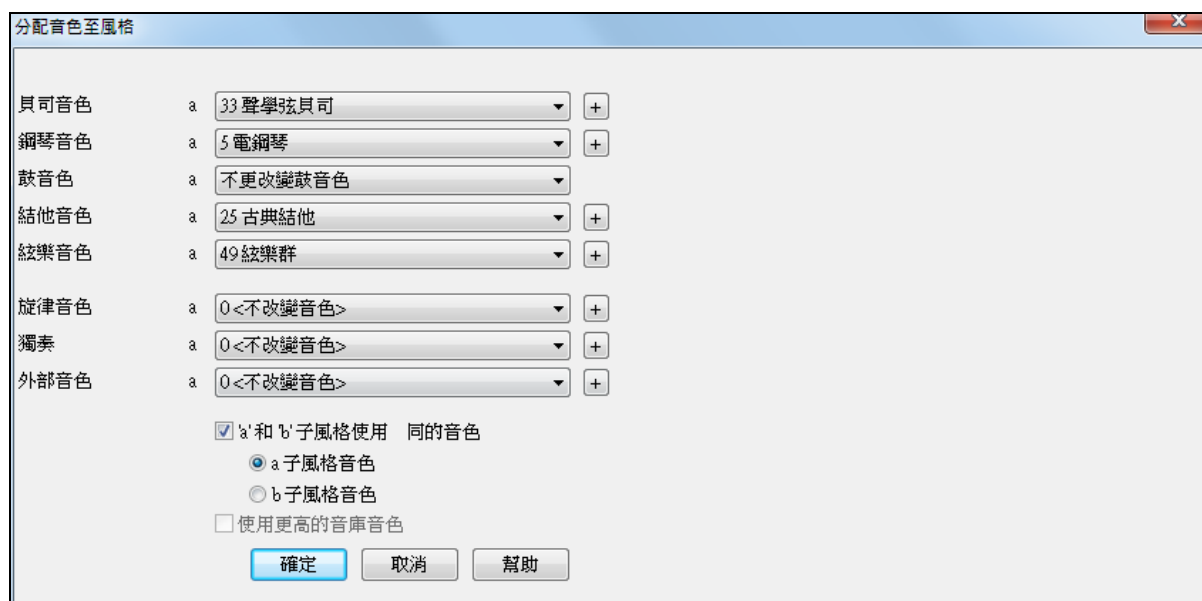 分配音色至風格
貝司音色 a 33 聲學弦貝司 +
鋼琴音色 a 5 電鋼琴 +
鼓音色 a 不更改變鼓音色
結他音色 a 25 古典結他 +
絃樂音色 a 49 絃樂群 +
旋律音色 a 0<不改變音色> +
獨奏 a 0<不改變音色> +
外部音色 a 0<不改變音色> +
'a'和'b'子風格使用 同的音色
a 子風格音色
b 子風格音色
使用更高的音庫音色
確定 取消 幫助